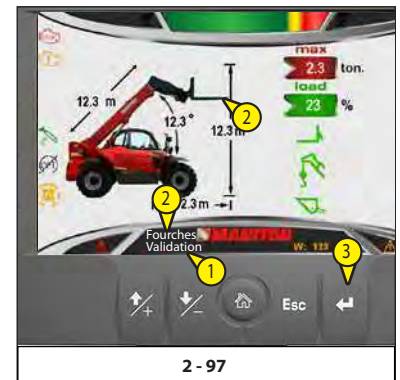 max
2.3 ton.
load
23 %
12.3 m
12.3°
12.3 m
2
2.3 m
2
Fourches
Validation
MANITOU
W: 123
1
3
+
-
Esc
2 - 97